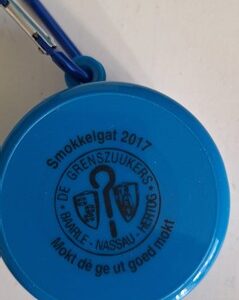 Smokkelgat 2017
DE GRENSZUUKERS
BAARLE - NASSAU - HERTOG
Mokt dè ge ut goed mokt